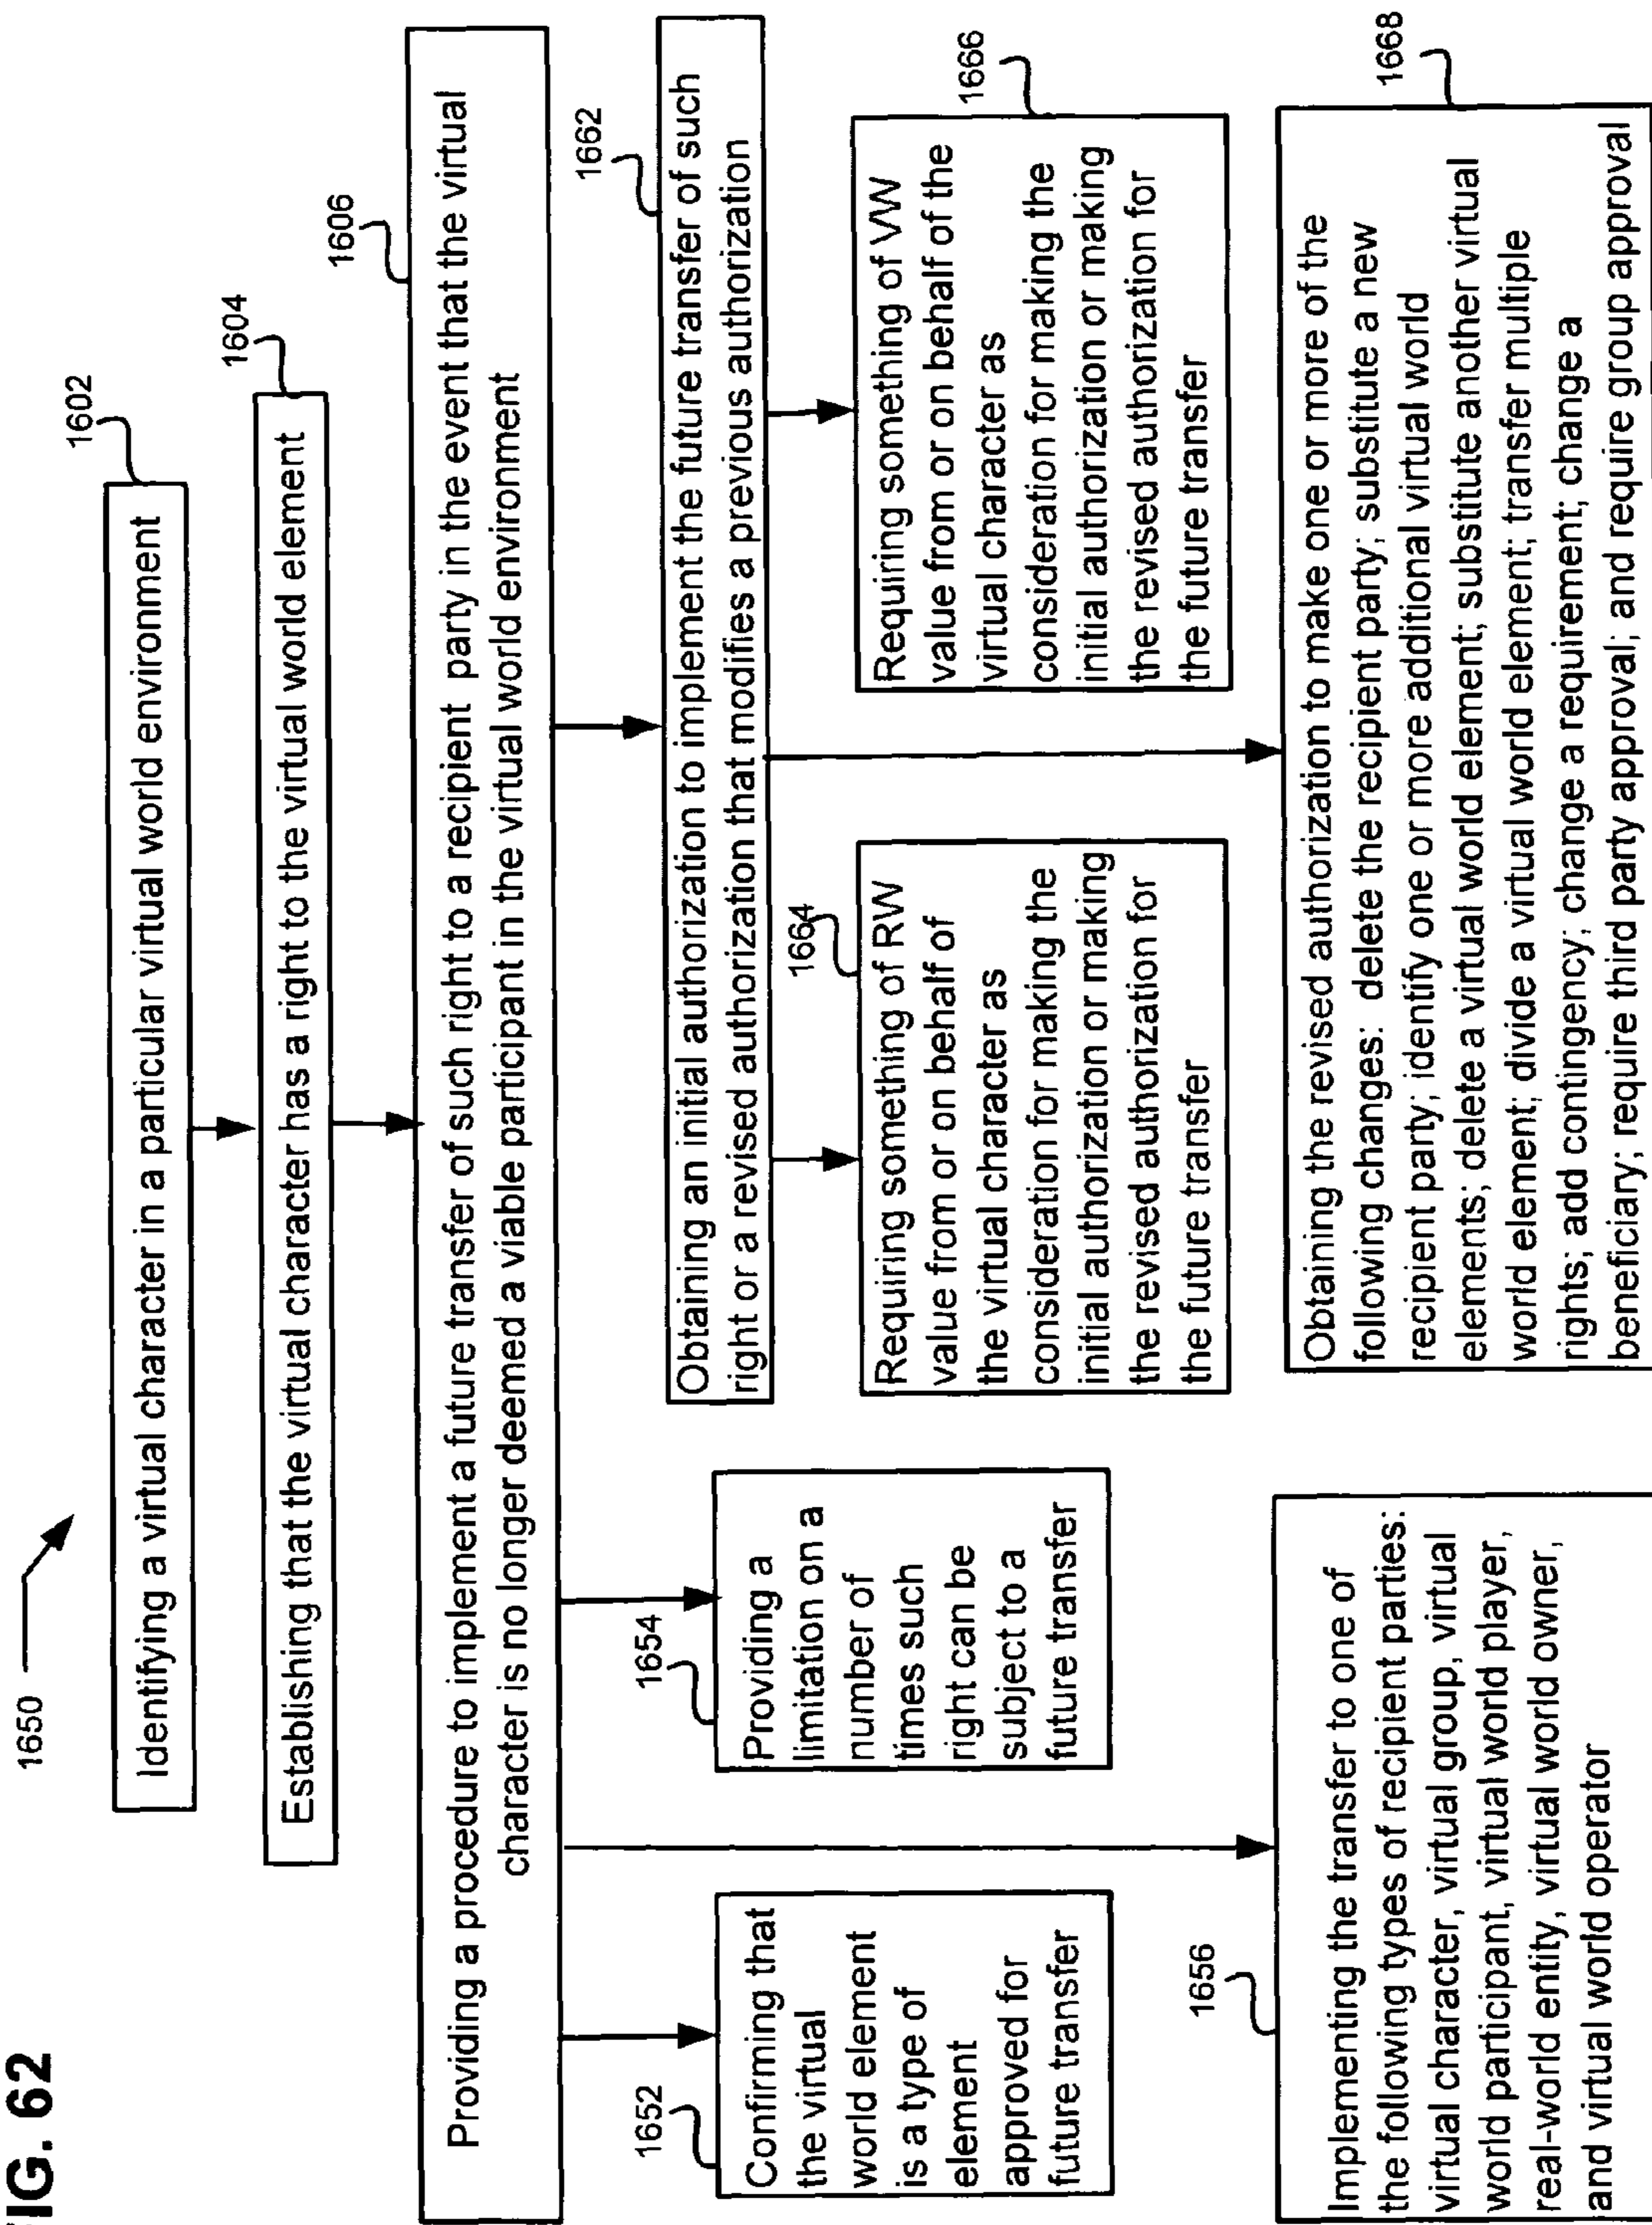 FIG. 62
1650
1602
Identifying a virtual character in a particular virtual world environment
1604
Establishing that the virtual character has a right to the virtual world element
1606
Providing a procedure to implement a future transfer of such right to a recipient party in the event that the virtual
character is no longer deemed a viable participant in the virtual world environment
1652
Confirming that
the virtual
world element
is a type of
element
approved for
future transfer
1654
Providing a
limitation on a
number of
times such
right can be
subject to a
future transfer
1656
Implementing the transfer to one of
the following types of recipient parties:
virtual character, virtual group, virtual
world participant, virtual world player,
real-world entity, virtual world owner,
and virtual world operator
1662
Obtaining an initial authorization to implement the future transfer of such
right or a revised authorization that modifies a previous authorization
1664
Requiring something of RW
value from or on behalf of
the virtual character as
consideration for making the
initial authorization or making
the revised authorization for
the future transfer
1666
Requiring something of VW
value from or on behalf of the
virtual character as
consideration for making the
initial authorization or making
the revised authorization for
the future transfer
1668
Obtaining the revised authorization to make one or more of the
following changes: delete the recipient party; substitute a new
recipient party; identify one or more additional virtual world
elements; delete a virtual world element; substitute another virtual
world element; divide a virtual world element; transfer multiple
rights; add contingency; change a requirement; change a
beneficiary; require third party approval; and require group approval